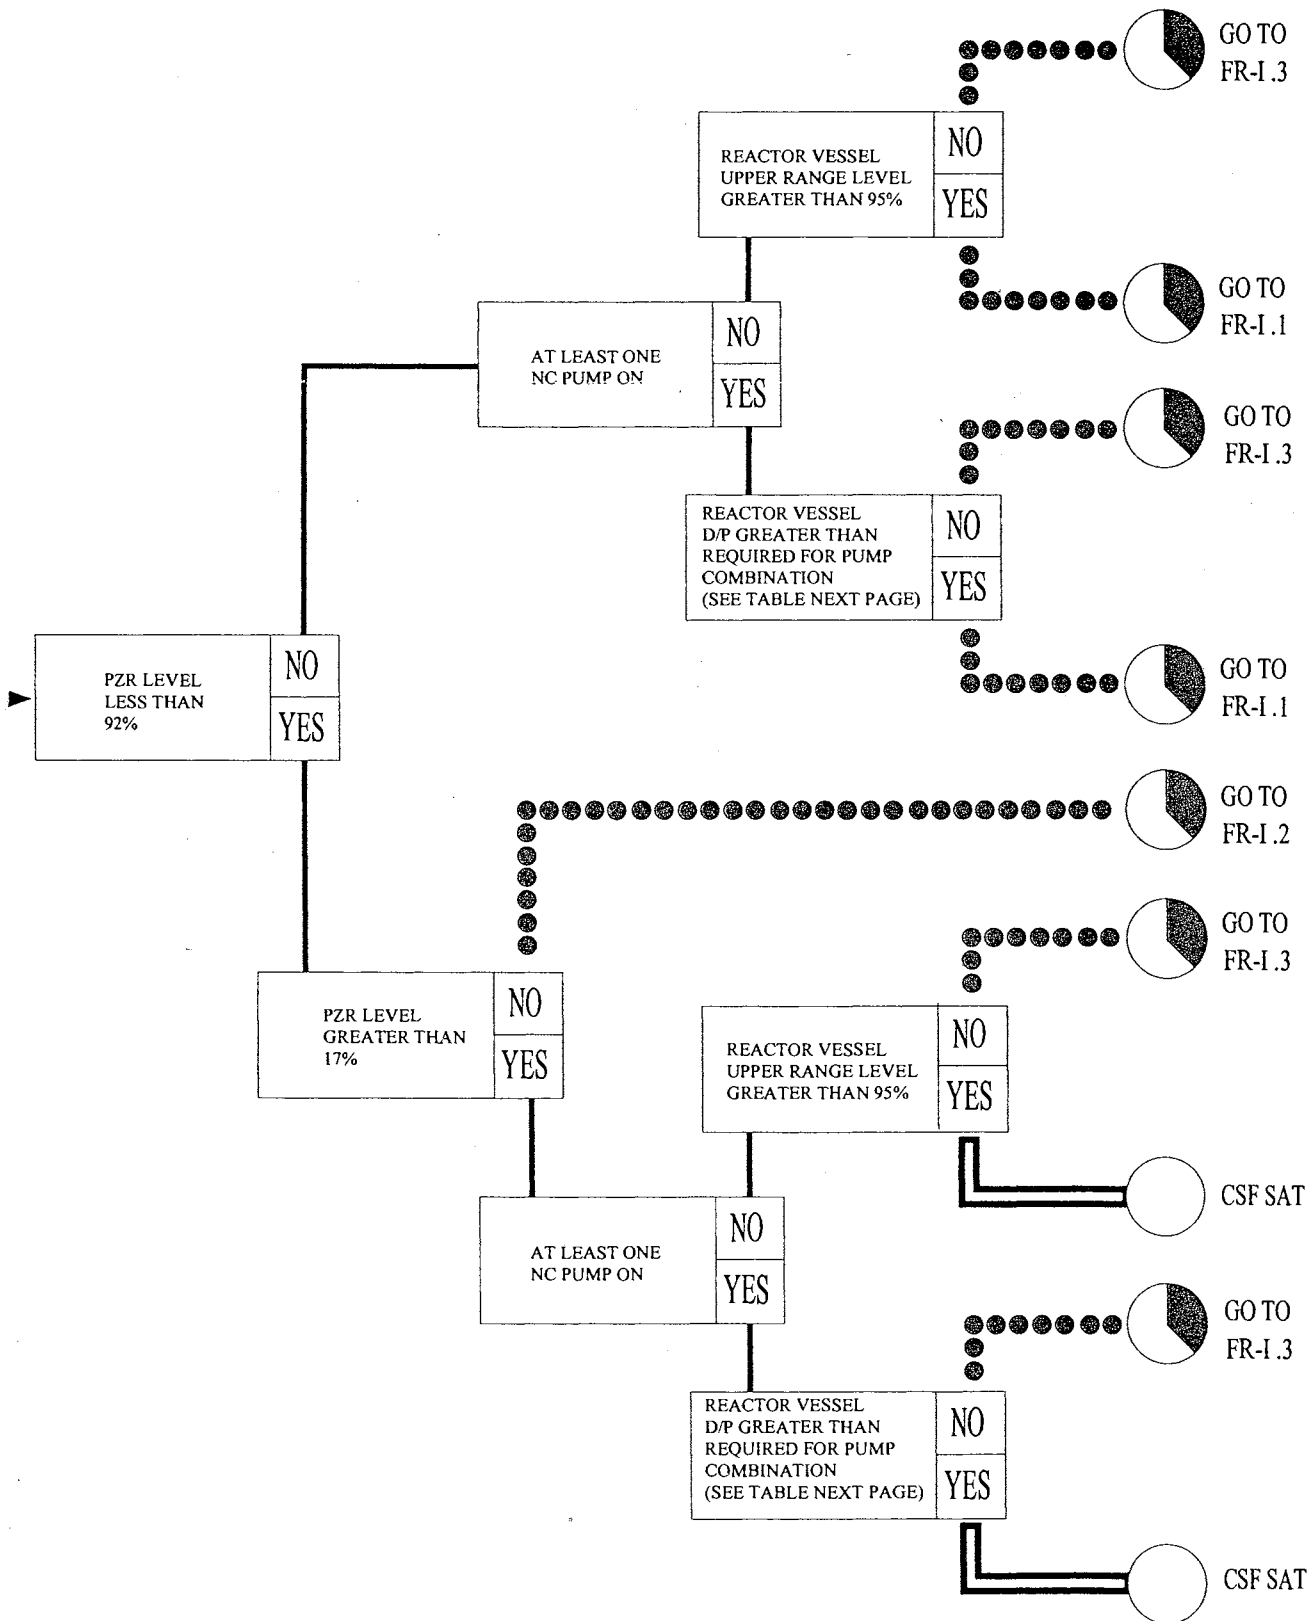 GO TO
FR-I.3
REACTOR VESSEL
UPPER RANGE LEVEL
GREATER THAN 95%
NO
YES
GO TO
FR-I.1
AT LEAST ONE
NC PUMP ON
NO
YES
GO TO
FR-I.3
REACTOR VESSEL
D/P GREATER THAN
REQUIRED FOR PUMP
COMBINATION
(SEE TABLE NEXT PAGE)
NO
YES
GO TO
FR-I.1
PZR LEVEL
LESS THAN
92%
NO
YES
GO TO
FR-I.2
GO TO
FR-I.3
PZR LEVEL
GREATER THAN
17%
NO
YES
REACTOR VESSEL
UPPER RANGE LEVEL
GREATER THAN 95%
NO
YES
CSF SAT
AT LEAST ONE
NC PUMP ON
NO
YES
GO TO
FR-I.3
REACTOR VESSEL
D/P GREATER THAN
REQUIRED FOR PUMP
COMBINATION
(SEE TABLE NEXT PAGE)
NO
YES
CSF SAT